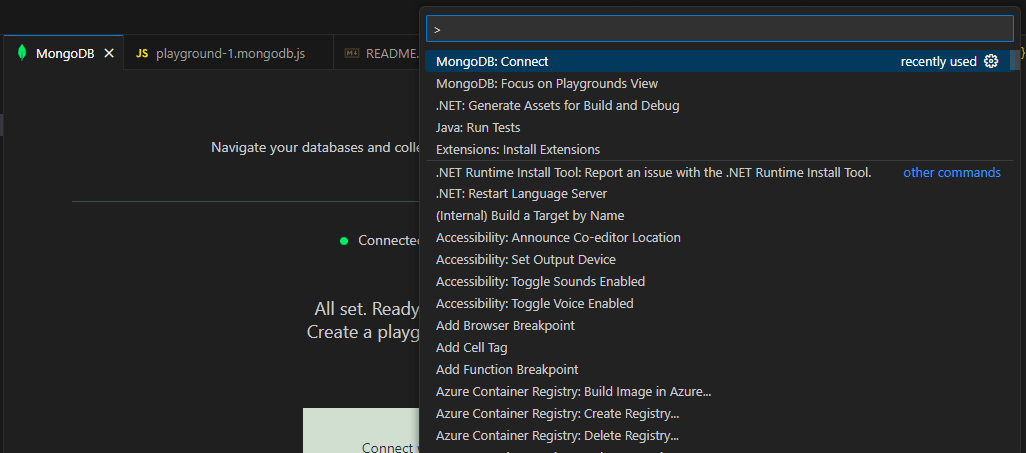 MongoDB
JS playground-1.mongodb.js
README.
Navigate your databases and colle
Connected
All set. Ready
Create a playg
Connect
>
MongoDB: Connect recently used
MongoDB: Focus on Playgrounds View
.NET: Generate Assets for Build and Debug
Java: Run Tests
Extensions: Install Extensions
.NET Runtime Install Tool: Report an issue with the .NET Runtime Install Tool. other commands
.NET: Restart Language Server
(Internal) Build a Target by Name
Accessibility: Announce Co-editor Location
Accessibility: Set Output Device
Accessibility: Toggle Sounds Enabled
Accessibility: Toggle Voice Enabled
Add Browser Breakpoint
Add Cell Tag
Add Function Breakpoint
Azure Container Registry: Build Image in Azure...
Azure Container Registry: Create Registry...
Azure Container Registry: Delete Registry...